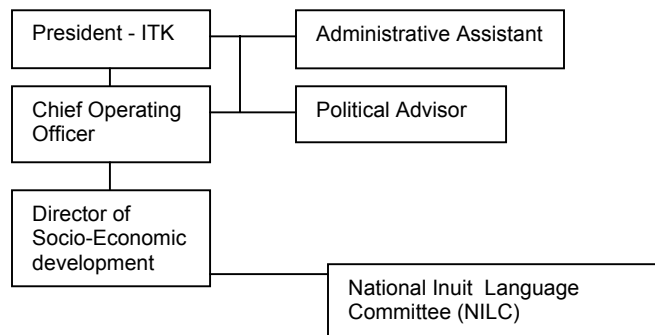 President - ITK
Administrative Assistant
Chief Operating
Officer
Political Advisor
Director of
Socio-Economic
development
National Inuit Language
Committee (NILC)